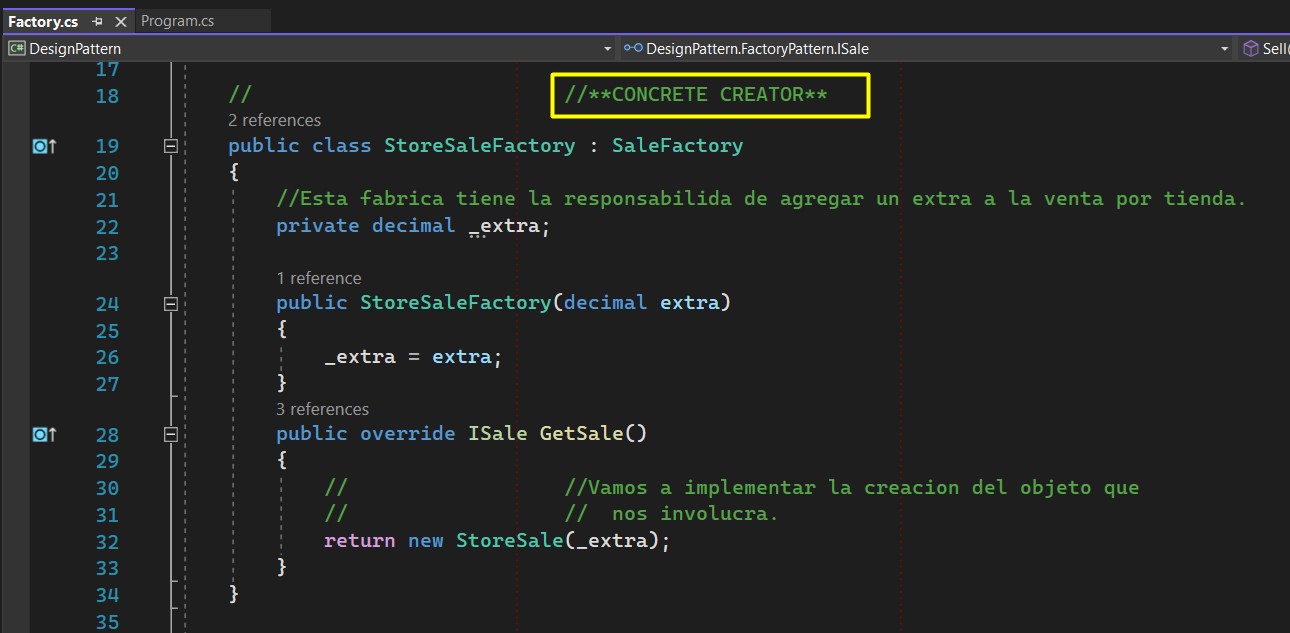 Factory.cs Program.cs
C# DesignPattern DesignPattern.FactoryPattern.ISale Sell(
17
18 // //**CONCRETE CREATOR**
2 references
19 public class StoreSaleFactory : SaleFactory
20 {
21 //Esta fabrica tiene la responsabilida de agregar un extra a la venta por tienda.
22 private decimal _extra;
23
1 reference
24 public StoreSaleFactory(decimal extra)
25 {
26 _extra = extra;
27 }
3 references
28 public override ISale GetSale()
29 {
30 // //Vamos a implementar la creacion del objeto que
31 // // nos involucra.
32 return new StoreSale(_extra);
33 }
34 }
35